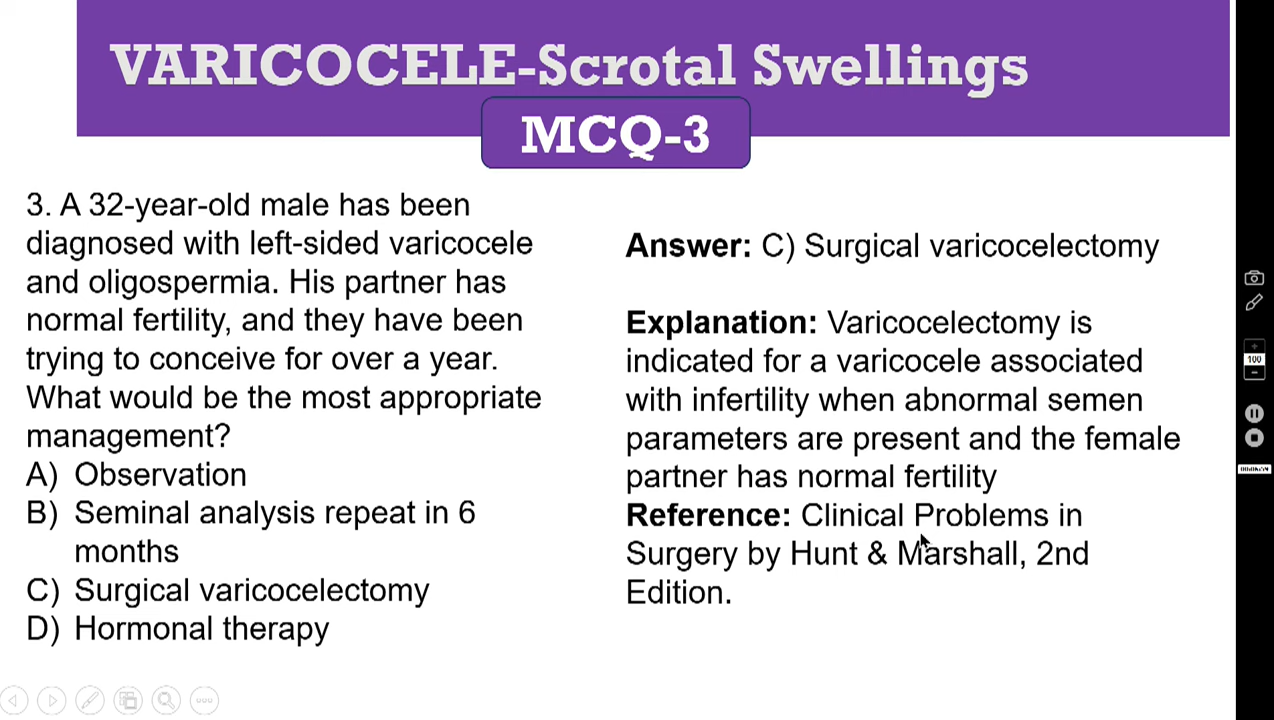 VARICOCELE-Scrotal Swellings
MCQ-3
3. A 32-year-old male has been
diagnosed with left-sided varicocele
and oligospermia. His partner has
normal fertility, and they have been
trying to conceive for over a year.
What would be the most appropriate
management?
A) Observation
B) Seminal analysis repeat in 6
months
C) Surgical varicocelectomy
D) Hormonal therapy
Answer: C) Surgical varicocelectomy
Explanation: Varicocelectomy is
indicated for a varicocele associated
with infertility when abnormal semen
parameters are present and the female
partner has normal fertility
Reference: Clinical Problems in
Surgery by Hunt & Marshall, 2nd
Edition.
100